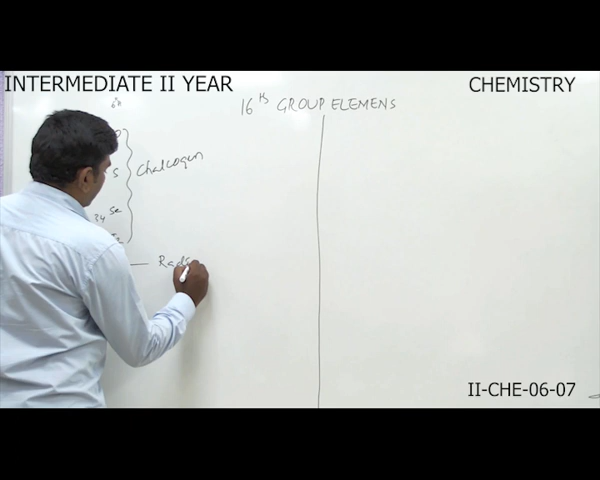 INTERMEDIATE II YEAR
CHEMISTRY
16th GROUP ELEMENS
Chalcogen
S
34 Se
II-CHE-06-07